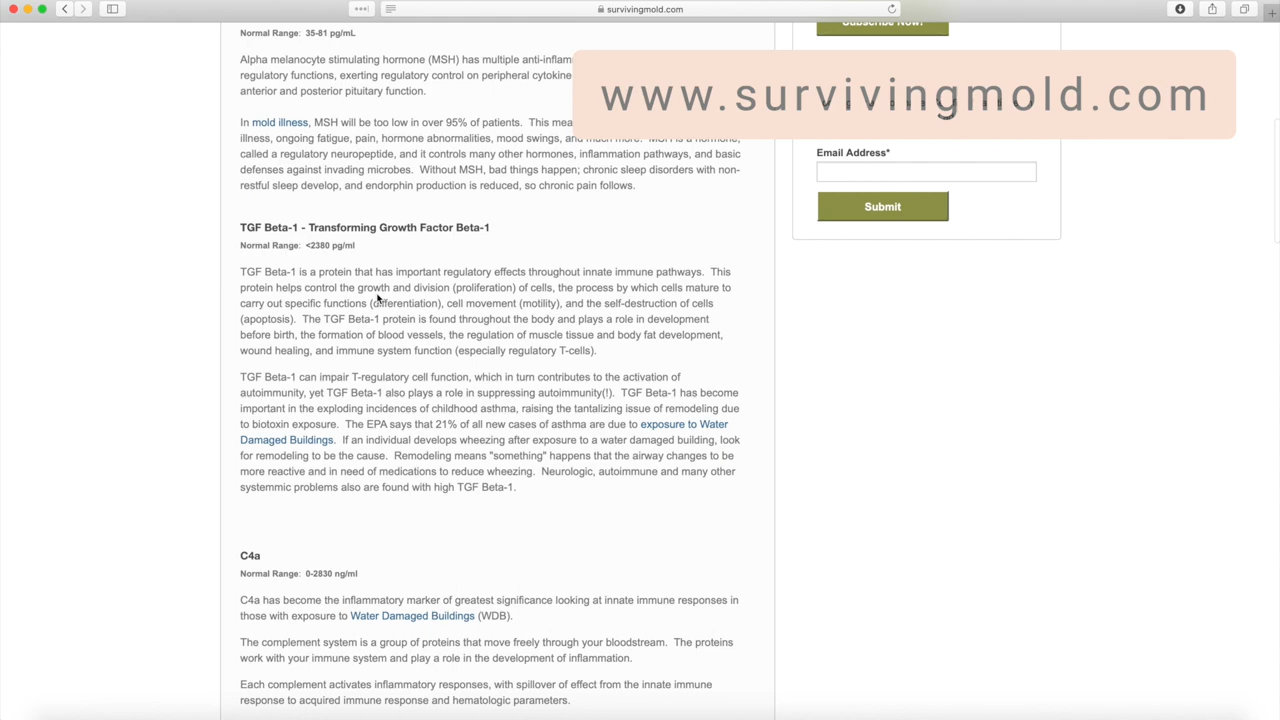 survivingmold.com
Subscribe Now!
www.survivingmold.com
Normal Range: 35-81 pg/mL
Alpha melanocyte stimulating hormone (MSH) has multiple anti-inflam
regulatory functions, exerting regulatory control on peripheral cytokine
anterior and posterior pituitary function.
In mold illness, MSH will be too low in over 95% of patients. This mea
illness, ongoing fatigue, pain, hormone abnormalities, mood swings, and much more. MSH is a hormone,
called a regulatory neuropeptide, and it controls many other hormones, inflammation pathways, and basic
defenses against invading microbes. Without MSH, bad things happen; chronic sleep disorders with non-
restful sleep develop, and endorphin production is reduced, so chronic pain follows.
TGF Beta-1 - Transforming Growth Factor Beta-1
Normal Range: <2380 pg/ml
TGF Beta-1 is a protein that has important regulatory effects throughout innate immune pathways. This
protein helps control the growth and division (proliferation) of cells, the process by which cells mature to
carry out specific functions (differentiation), cell movement (motility), and the self-destruction of cells
(apoptosis). The TGF Beta-1 protein is found throughout the body and plays a role in development
before birth, the formation of blood vessels, the regulation of muscle tissue and body fat development,
wound healing, and immune system function (especially regulatory T-cells).
TGF Beta-1 can impair T-regulatory cell function, which in turn contributes to the activation of
autoimmunity, yet TGF Beta-1 also plays a role in suppressing autoimmunity(!). TGF Beta-1 has become
important in the exploding incidences of childhood asthma, raising the tantalizing issue of remodeling due
to biotoxin exposure. The EPA says that 21% of all new cases of asthma are due to exposure to Water
Damaged Buildings. If an individual develops wheezing after exposure to a water damaged building, look
for remodeling to be the cause. Remodeling means "something" happens that the airway changes to be
more reactive and in need of medications to reduce wheezing. Neurologic, autoimmune and many other
systemmic problems also are found with high TGF Beta-1.
C4a
Normal Range: 0-2830 ng/ml
C4a has become the inflammatory marker of greatest significance looking at innate immune responses in
those with exposure to Water Damaged Buildings (WDB).
The complement system is a group of proteins that move freely through your bloodstream. The proteins
work with your immune system and play a role in the development of inflammation.
Each complement activates inflammatory responses, with spillover of effect from the innate immune
response to acquired immune response and hematologic parameters.
Email Address*
Submit